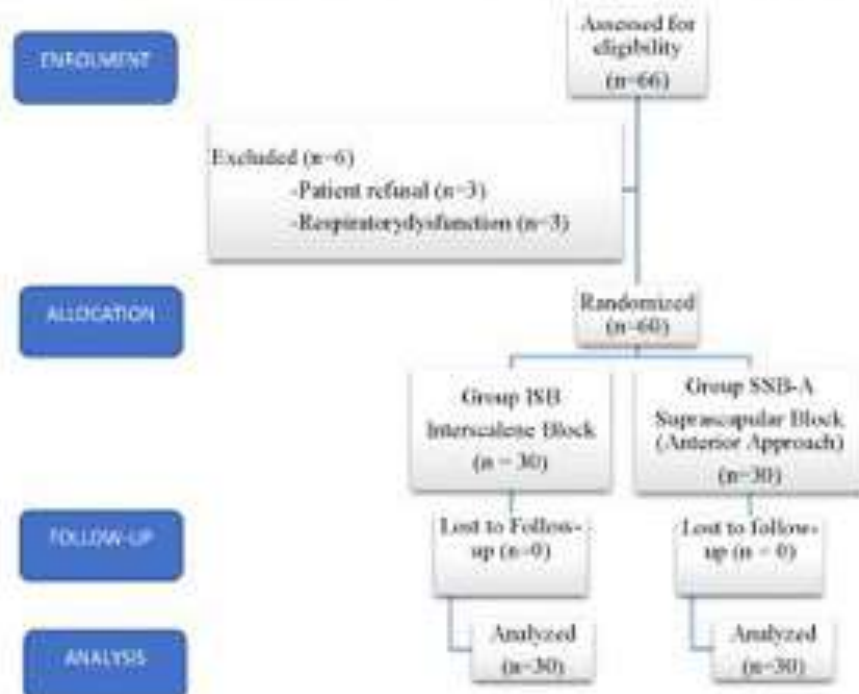 ENROLMENT
Assessed for
eligibility
(n=66)
Excluded (n=6)
-Patient refusal (n=3)
-Respiratorydysfunction (n=3)
ALLOCATION
Randomized
(n=60)
Group ISB
Interscalene Block
(n = 30)
Group SSB-A
Suprascapular Block
(Anterior Approach)
(n=30)
FOLLOW-UP
Lost to Follow-
up (n=0)
Lost to follow-
up (n = 0)
ANALYSIS
Analyzed
(n=30)
Analyzed
(n=30)